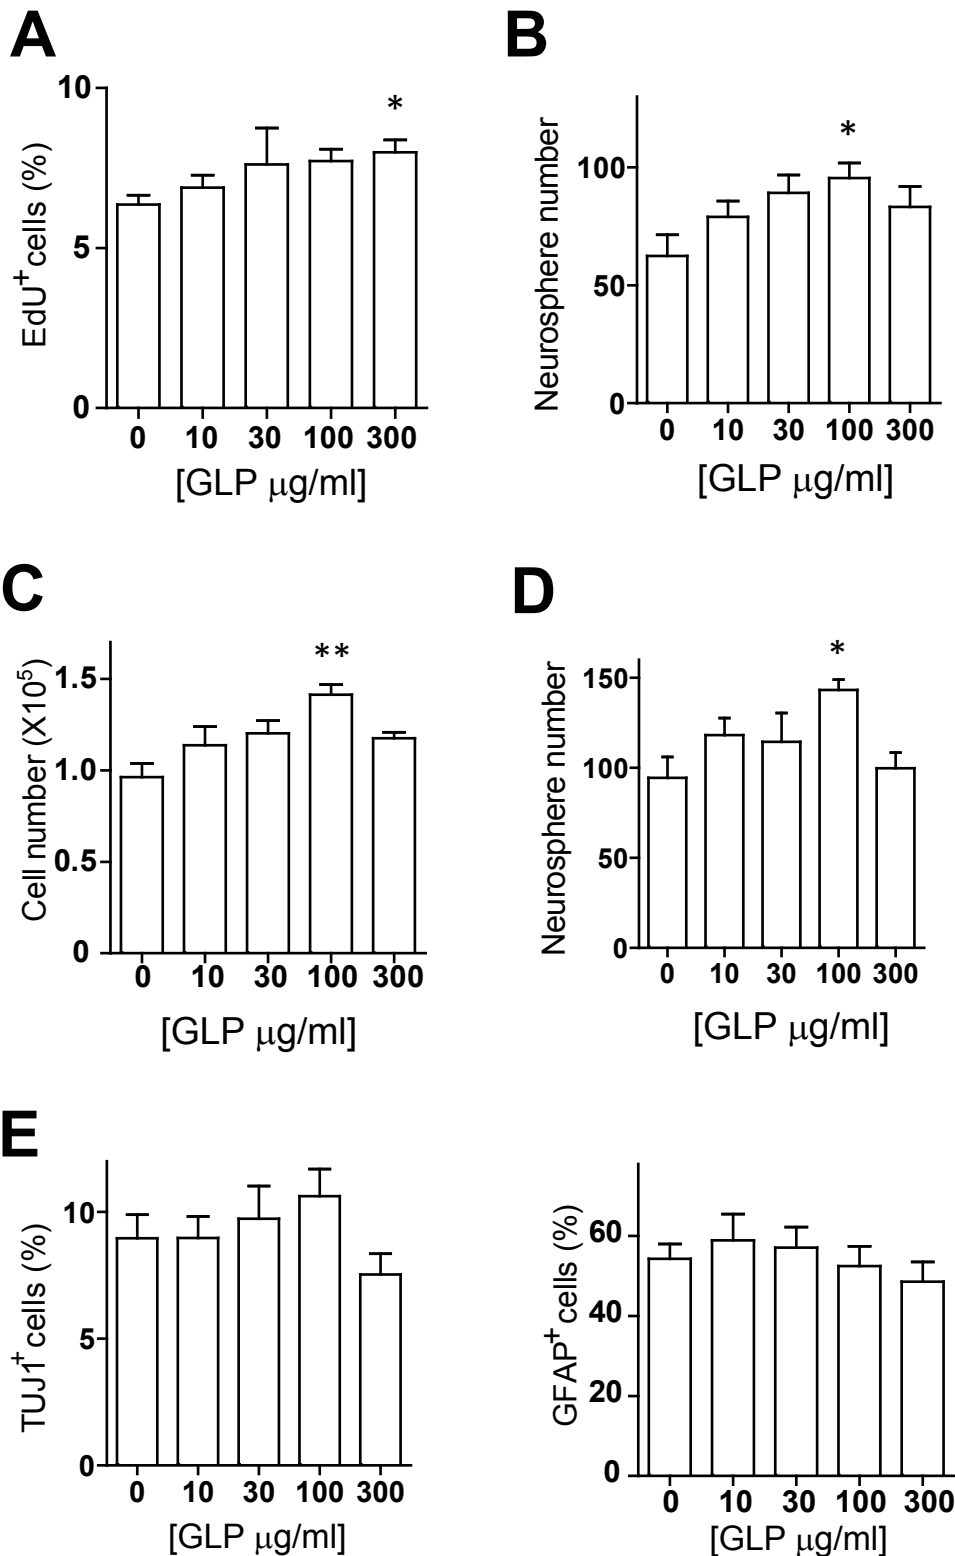 A
EdU+ cells (%)
10
5
0
*
0 10 30 100 300
[GLP μg/ml]
B
Neurosphere number
100
50
0
*
0 10 30 100 300
[GLP μg/ml]
C
Cell number (X10⁵)
1.5
1.0
0.5
0
**
0 10 30 100 300
[GLP μg/ml]
D
Neurosphere number
150
100
50
0
*
0 10 30 100 300
[GLP μg/ml]
E
TUJ1+ cells (%)
10
5
0
0 10 30 100 300
[GLP μg/ml]
GFAP+ cells (%)
60
40
20
0
0 10 30 100 300
[GLP μg/ml]